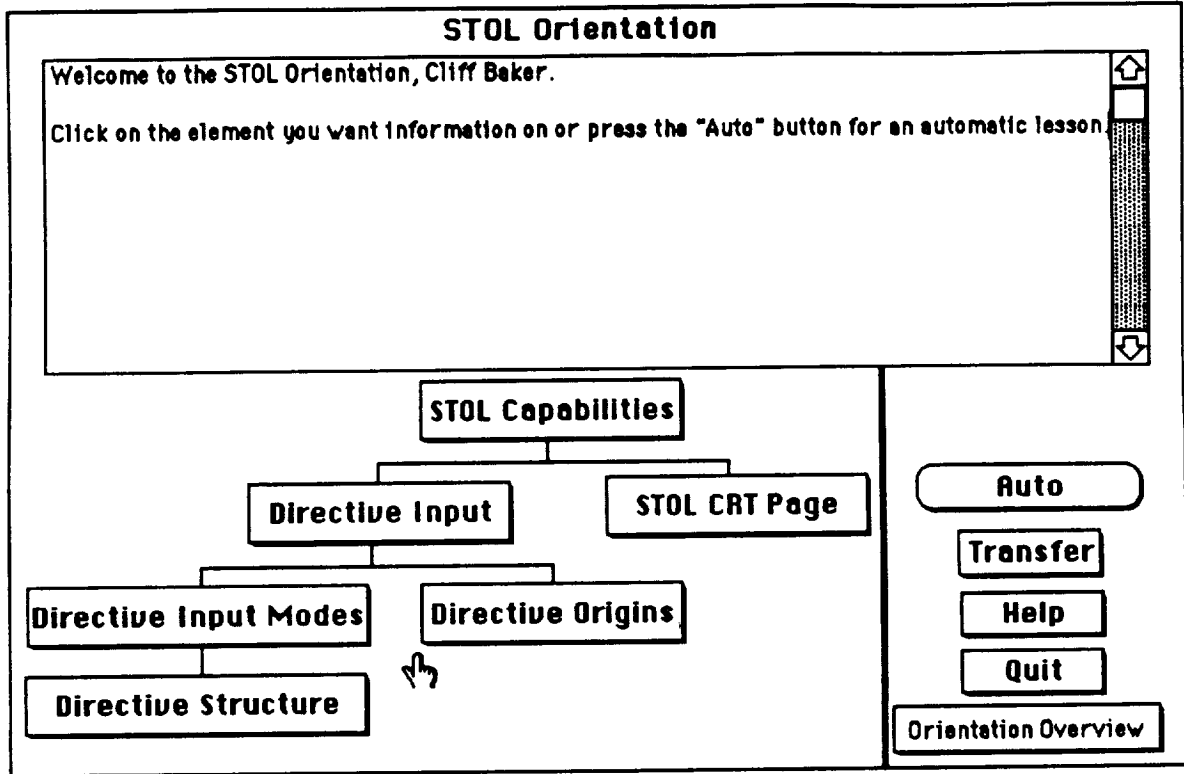 STOL Orientation
Welcome to the STOL Orientation, Cliff Baker.
Click on the element you want information on or press the "Auto" button for an automatic lesson.
STOL Capabilities
Directive Input
STOL CRT Page
Directive Input Modes
Directive Origins
Directive Structure
Auto
Transfer
Help
Quit
Orientation Overview